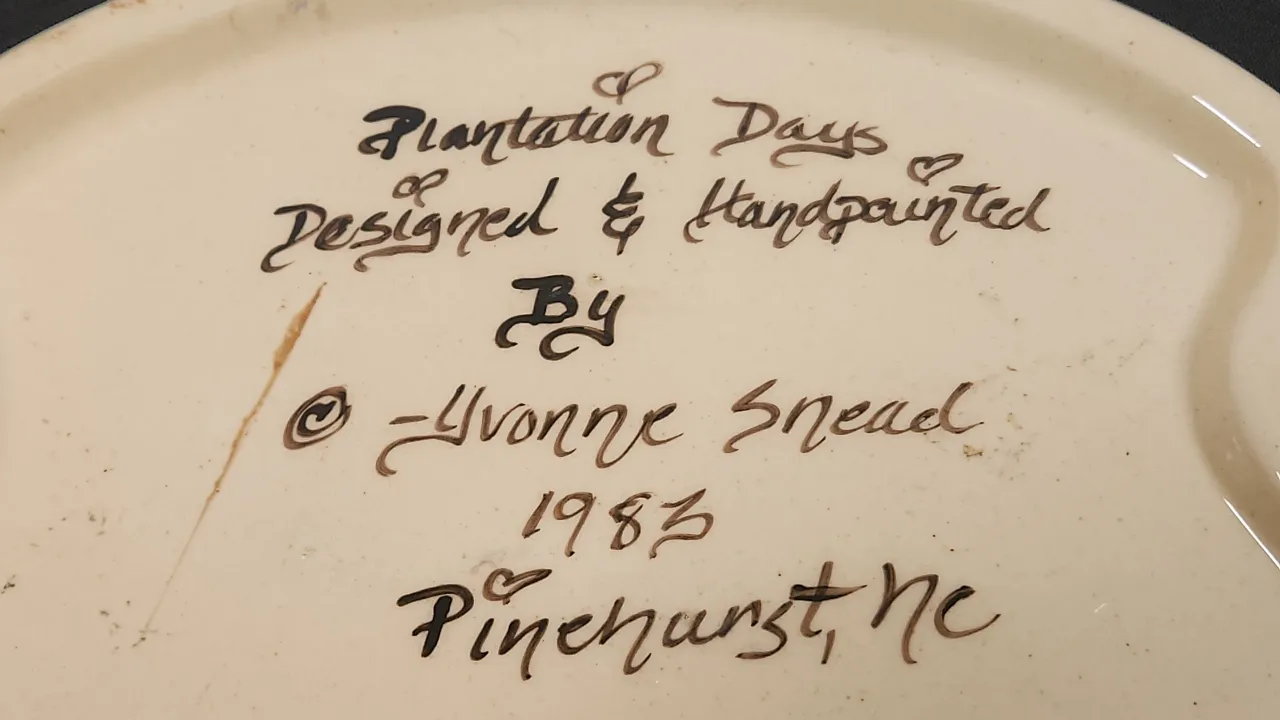 Plantation Days
Designed & Handpainted
By
© -Yvonne Snead
1983
Pinehurst, NC